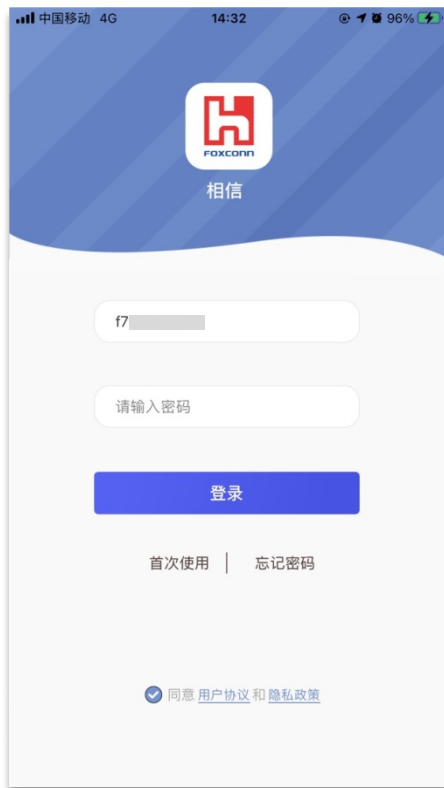 中国移动 4G 14:32 96%
FOXCONN
相信
f7
请输入密码
登录
首次使用 | 忘记密码
同意 用户协议 和 隐私政策